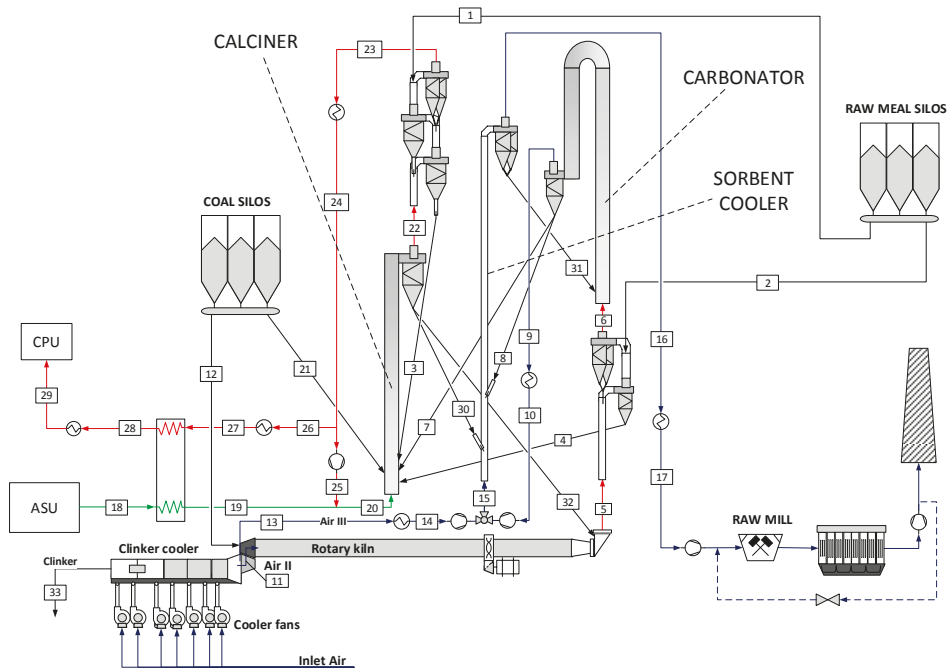 1
23
CALCINER
CARBONATOR
RAW MEAL SILOS
SORBENT
COOLER
COAL SILOS
24
22
31
2
6
9
16
CPU
12
21
3
8
29
7
30
10
28
27
26
4
25
17
ASU
18
19
20
15
32
5
13
Air III
14
RAW MILL
Clinker cooler
Rotary kiln
Air II
Clinker
11
33
Cooler fans
Inlet Air